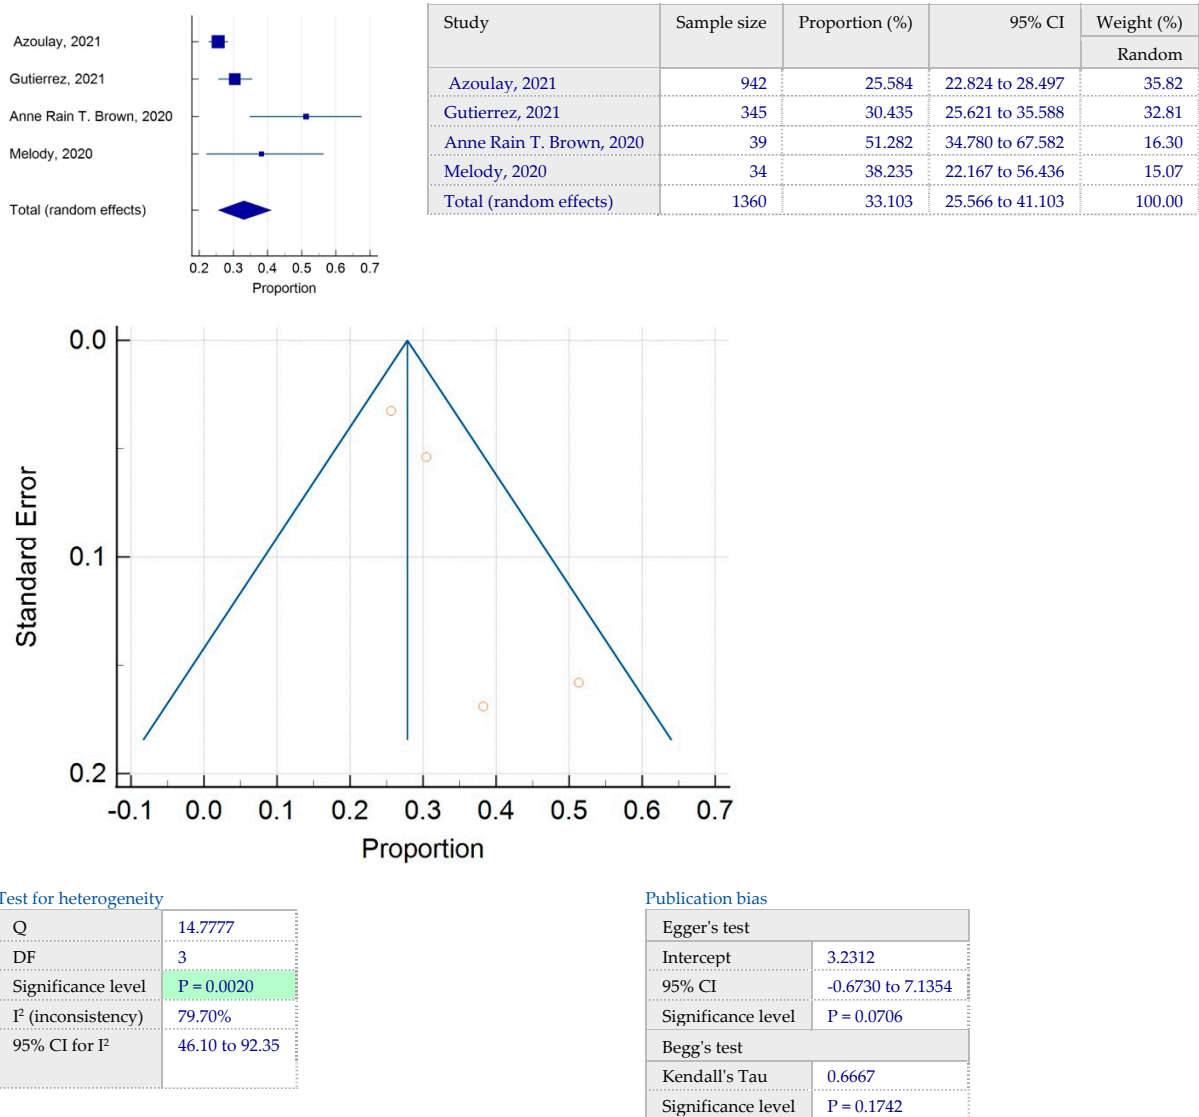 Azoulay, 2021
Gutierrez, 2021
Anne Rain T. Brown, 2020
Melody, 2020
Total (random effects)
0.2 0.3 0.4 0.5 0.6 0.7
Proportion
Study Sample size Proportion (%) 95% CI Weight (%)
Random
Azoulay, 2021 942 25.584 22.824 to 28.497 35.82
Gutierrez, 2021 345 30.435 25.621 to 35.588 32.81
Anne Rain T. Brown, 2020 39 51.282 34.780 to 67.582 16.30
Melody, 2020 34 38.235 22.167 to 56.436 15.07
Total (random effects) 1360 33.103 25.566 to 41.103 100.00
0.0
0.1
0.2
Standard Error
-0.1 0.0 0.1 0.2 0.3 0.4 0.5 0.6 0.7
Proportion
Test for heterogeneity
Q 14.7777
DF 3
Significance level P = 0.0020
I² (inconsistency) 79.70%
95% CI for I² 46.10 to 92.35
Publication bias
Egger's test
Intercept 3.2312
95% CI -0.6730 to 7.1354
Significance level P = 0.0706
Begg's test
Kendall's Tau 0.6667
Significance level P = 0.1742